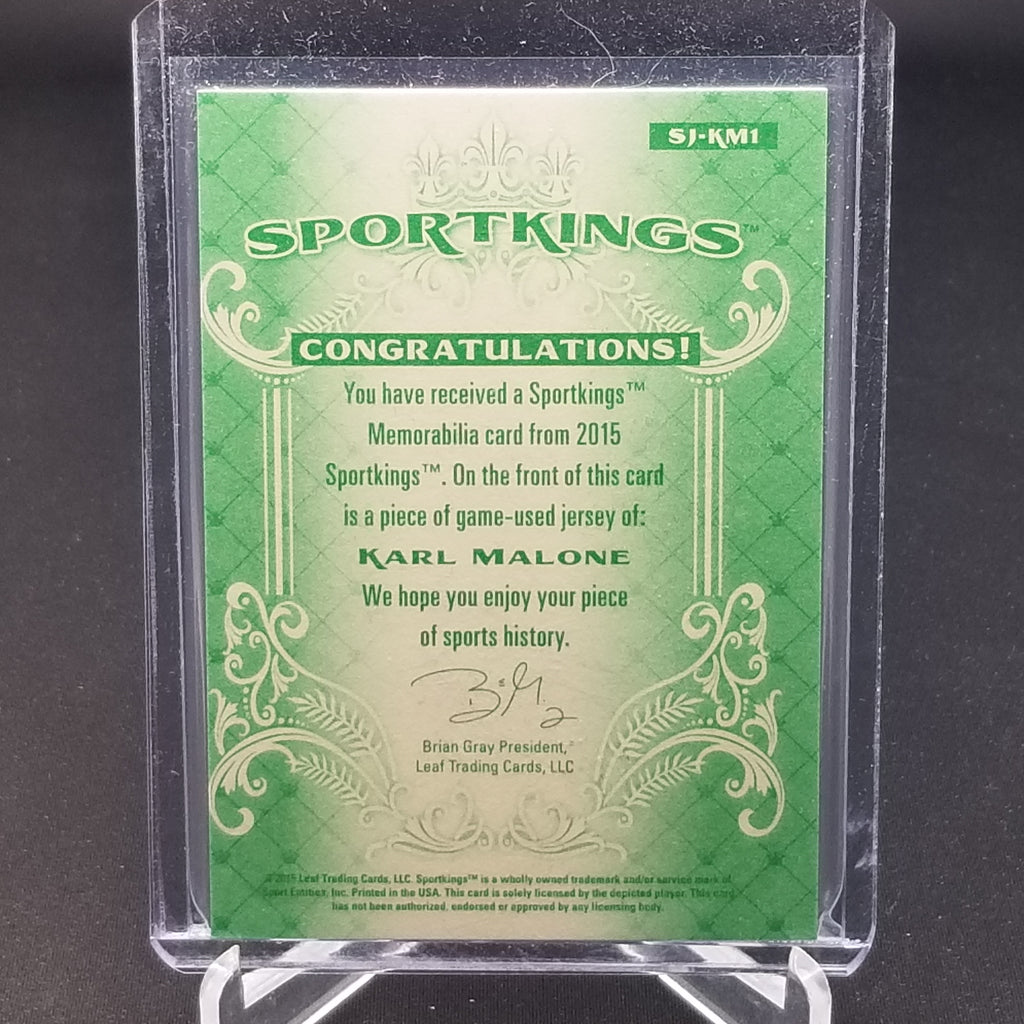 SJ-KM1
SPORTKINGS™
CONGRATULATIONS!
You have received a Sportkings™
Memorabilia card from 2015
Sportkings™. On the front of this card
is a piece of game-used jersey of:
KARL MALONE
We hope you enjoy your piece
of sports history.
Brian Gray President,
Leaf Trading Cards, LLC
© 2015 Leaf Trading Cards, LLC. Sportkings™ is a wholly owned trademark and/or service mark of
Sport Entities, Inc. Printed in the USA. This card is solely licensed by the depicted player. This card
has not been authorized, endorsed or approved by any licensing body.